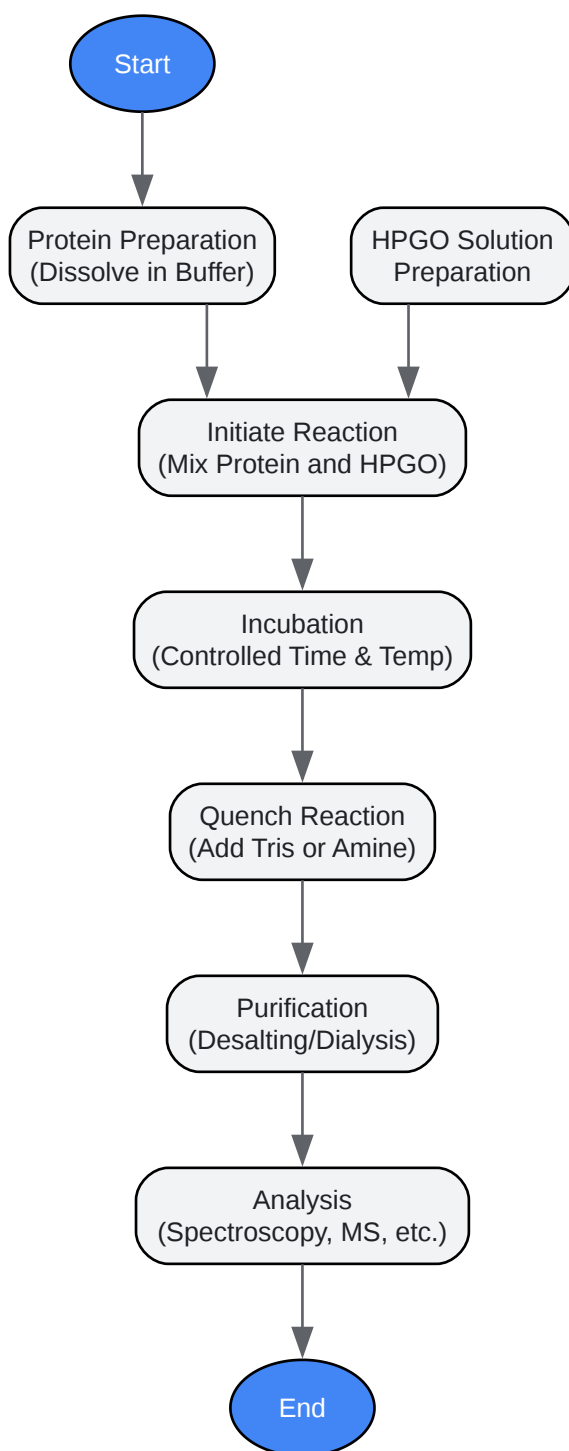 Start
Protein Preparation
(Dissolve in Buffer)
HPGO Solution
Preparation
Initiate Reaction
(Mix Protein and HPGO)
Incubation
(Controlled Time & Temp)
Quench Reaction
(Add Tris or Amine)
Purification
(Desalting/Dialysis)
Analysis
(Spectroscopy, MS, etc.)
End